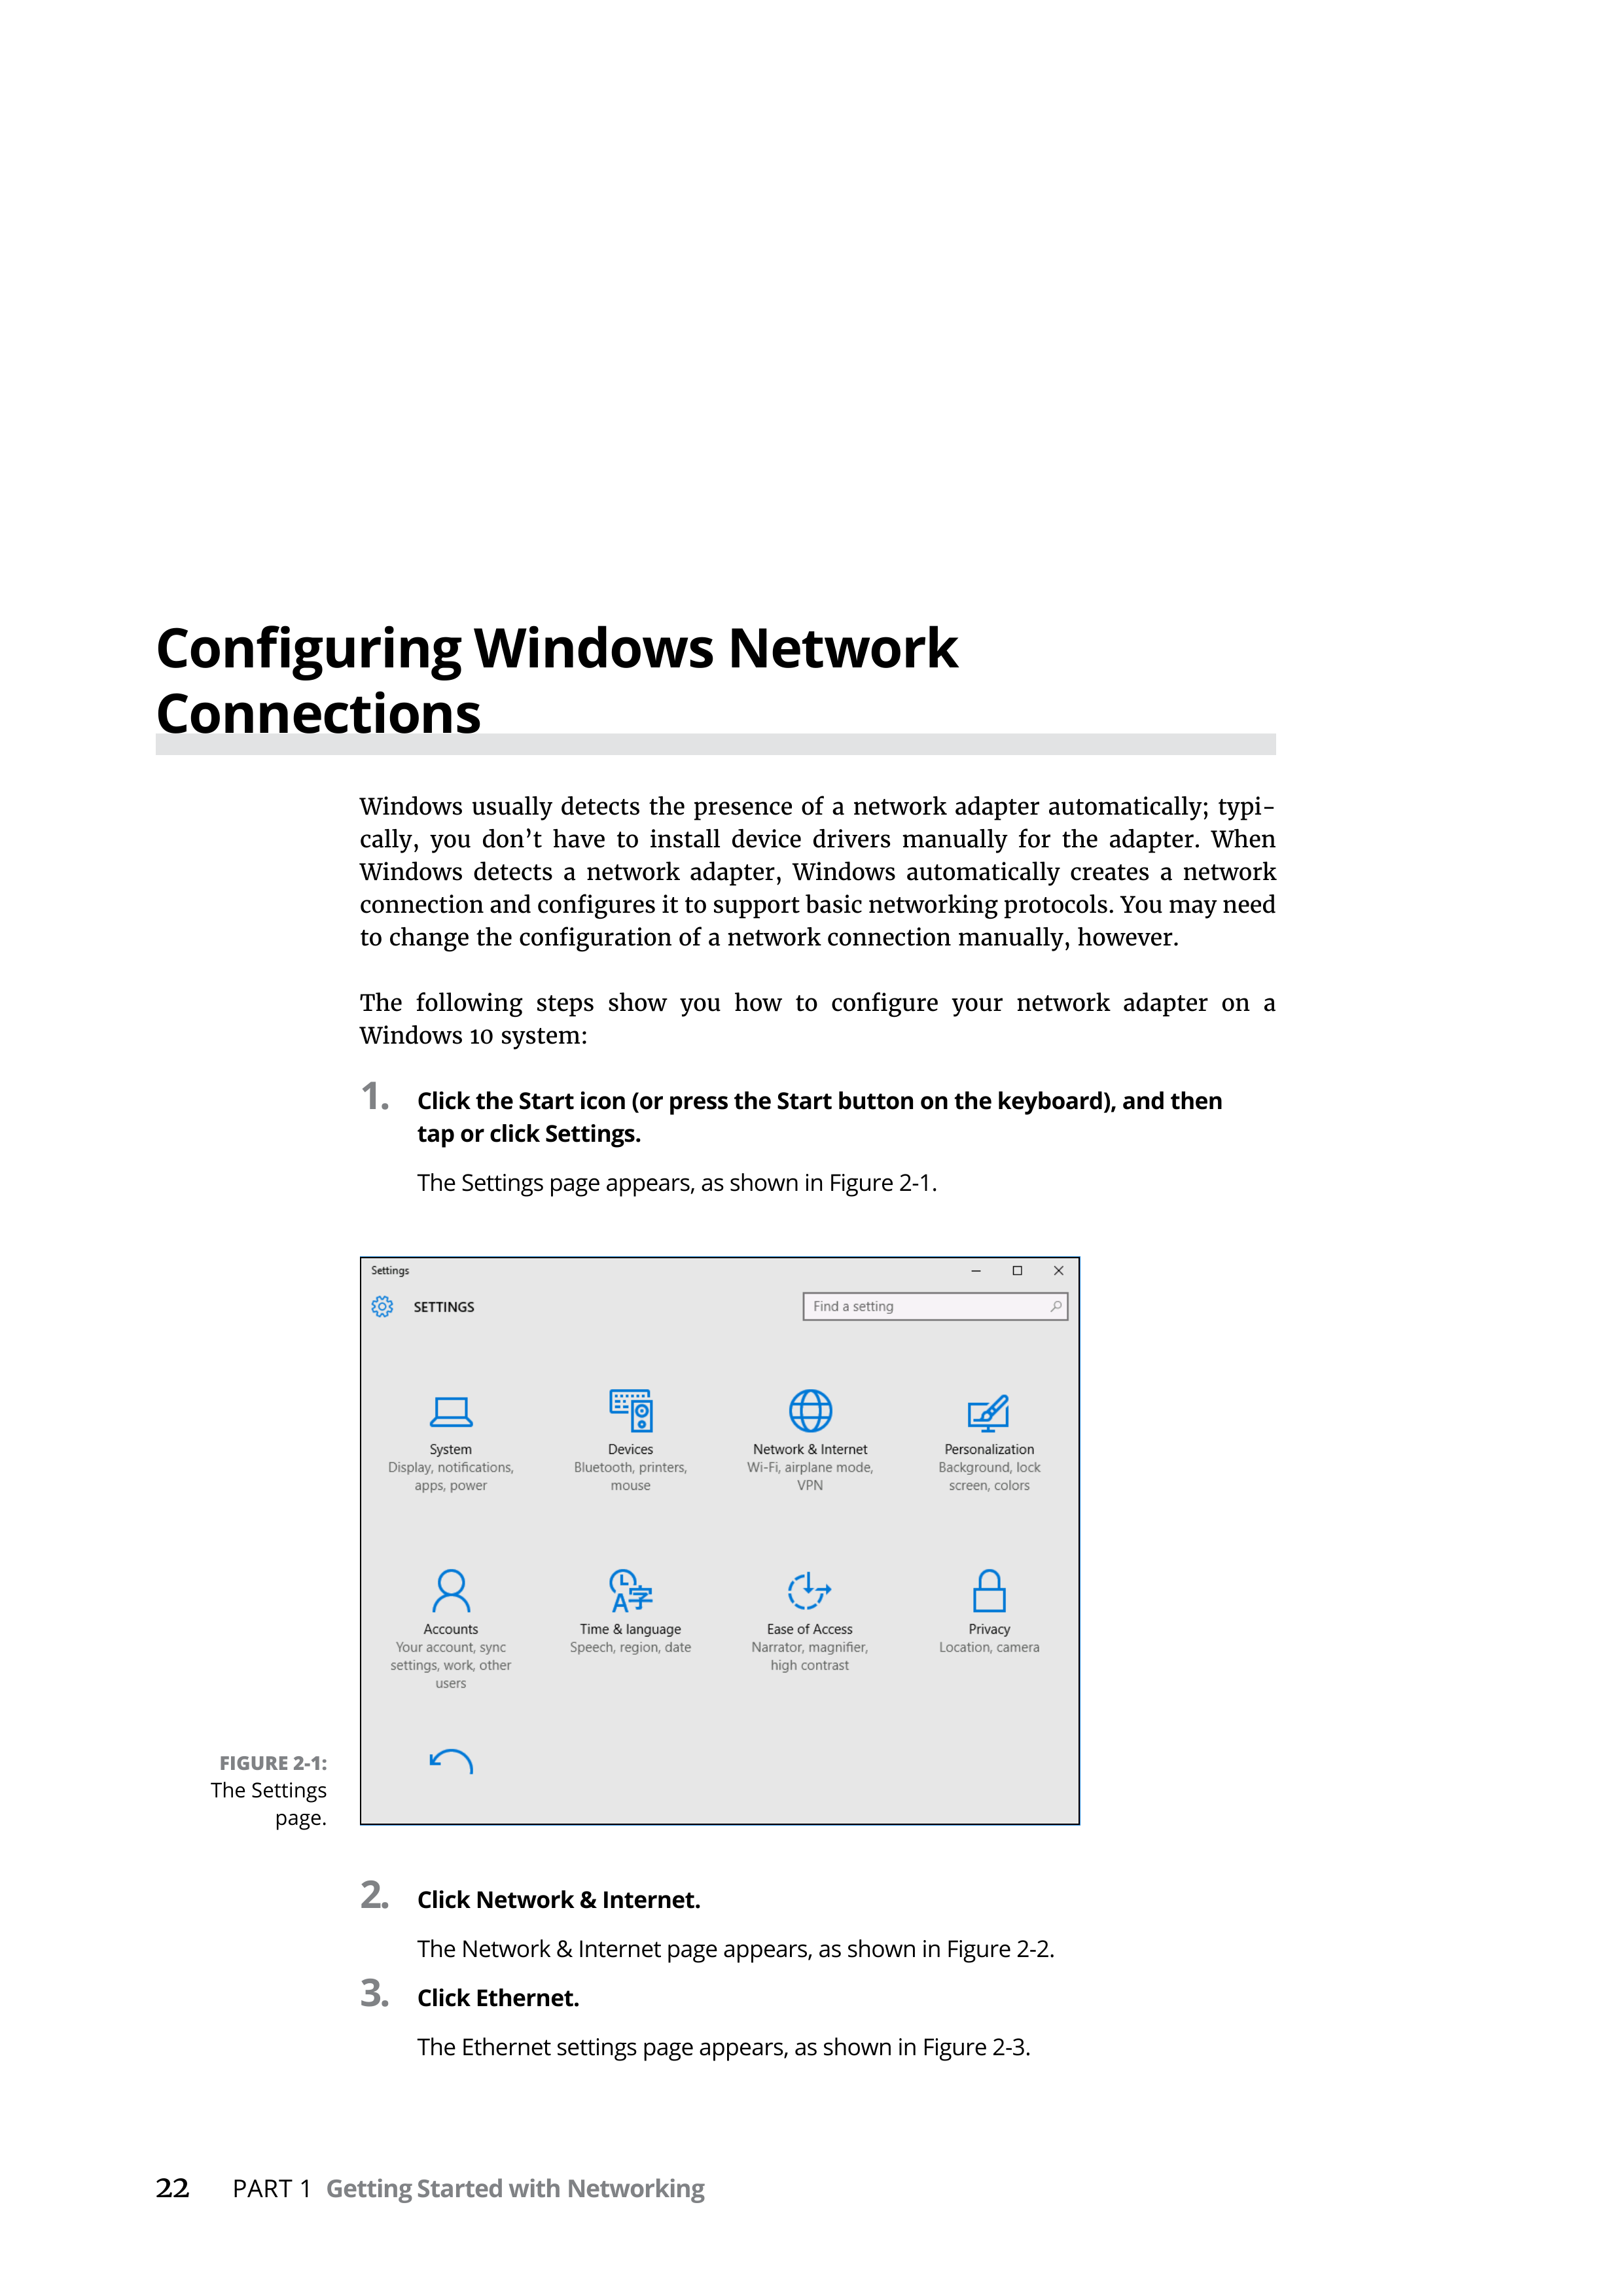 Configuring Windows Network
Connections
Windows usually detects the presence of a network adapter automatically; typi-
cally, you don’t have to install device drivers manually for the adapter. When
Windows detects a network adapter, Windows automatically creates a network
connection and configures it to support basic networking protocols. You may need
to change the configuration of a network connection manually, however.
The following steps show you how to configure your network adapter on a
Windows 10 system:
1. Click the Start icon (or press the Start button on the keyboard), and then
tap or click Settings.
The Settings page appears, as shown in Figure 2-1.
Settings
SETTINGS
Find a setting
System
Display, notifications,
apps, power
Devices
Bluetooth, printers,
mouse
Network & Internet
Wi-Fi, airplane mode,
VPN
Personalization
Background, lock
screen, colors
Accounts
Your account, sync
settings, work, other
users
Time & language
Speech, region, date
Ease of Access
Narrator, magnifier,
high contrast
Privacy
Location, camera
FIGURE 2-1:
The Settings
page.
2. Click Network & Internet.
The Network & Internet page appears, as shown in Figure 2-2.
3. Click Ethernet.
The Ethernet settings page appears, as shown in Figure 2-3.
22 PART 1 Getting Started with Networking